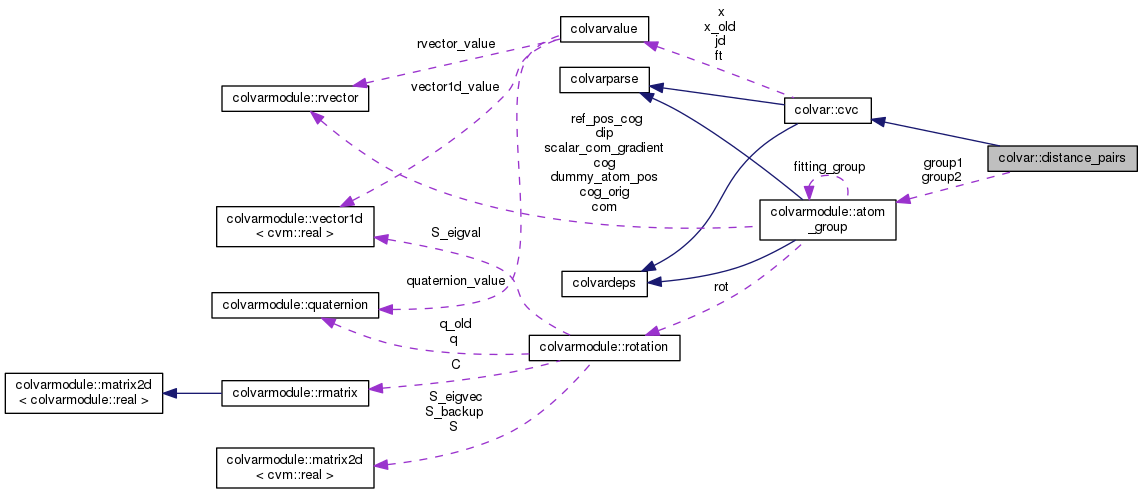 x
x_old
jd
ft
colvarvalue
rvector_value
colvarparse
vector1d_value
colvarmodule::rvector
colvar::cvc
ref_pos_cog
dip
scalar_com_gradient
cog
dummy_atom_pos
cog_orig
com
colvar::distance_pairs
fitting_group
group1
group2
colvarmodule::atom
_group
colvarmodule::vector1d
< cvm::real >
S_eigval
colvardeps
quaternion_value
rot
colvarmodule::quaternion
q_old
q
colvarmodule::rotation
C
colvarmodule::matrix2d
< colvarmodule::real >
colvarmodule::rmatrix
S_eigvec
S_backup
S
colvarmodule::matrix2d
< cvm::real >